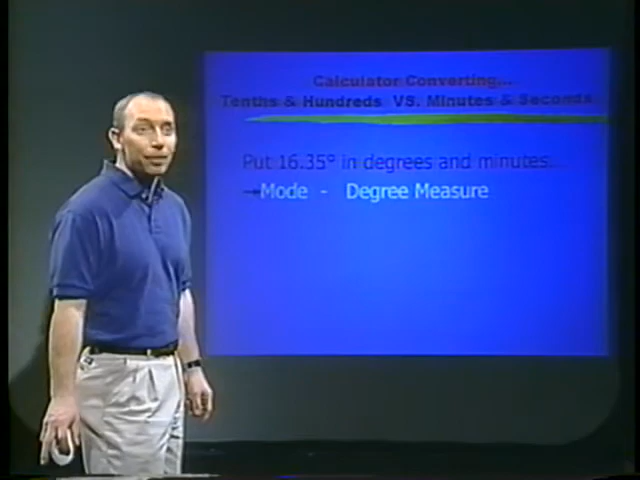 Calculator Converting...
Tenths & Hundreds VS. Minutes & Seconds
Put 16.35° in degrees and minutes...
→Mode - Degree Measure